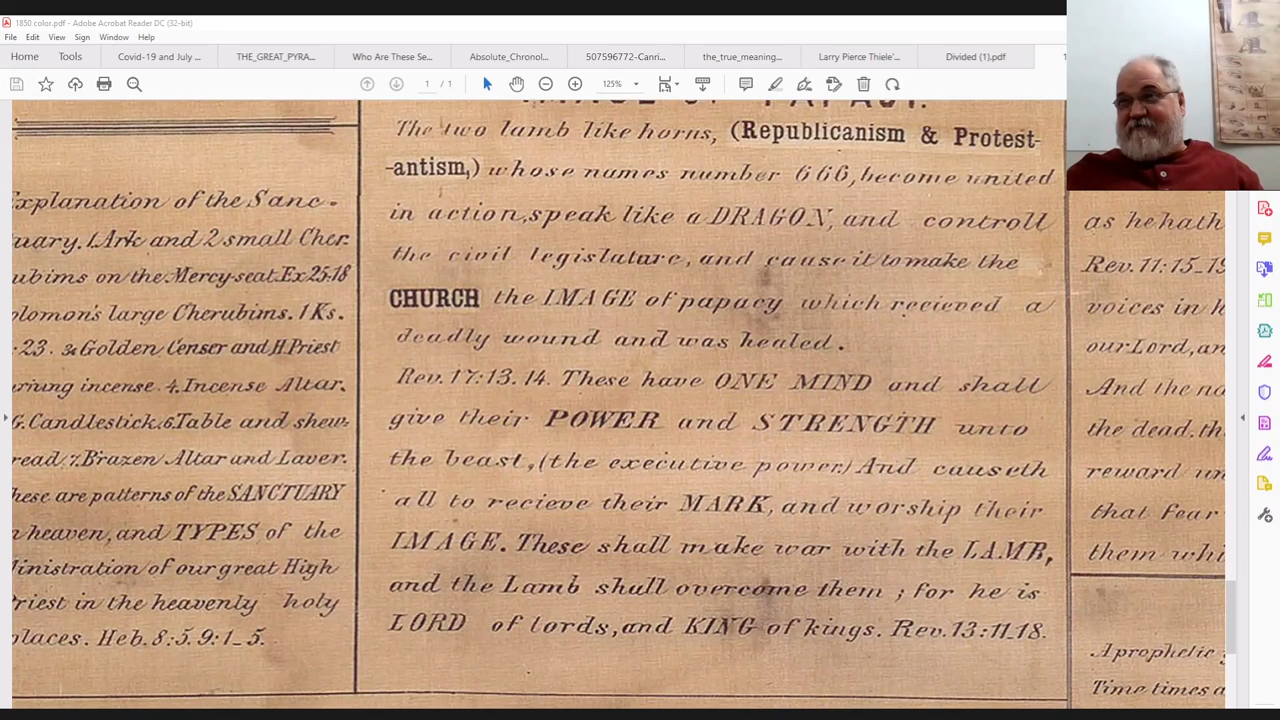 1850 color.pdf - Adobe Acrobat Reader DC (32-bit)
File Edit View Sign Window Help
Home Tools Covid-19 and July ... THE_GREAT_PYRA... Who Are These Se... Absolute_Chronol... 507596772-Canri... the_true_meaning... Larry Pierce Thiele'... Divided (1).pdf
1 / 1 125%
IMAGE OF PAPACY.
The two lamb like horns, (Republicanism & Protest-
-antism,) whose names number 666, become united
in action, speak like a DRAGON, and controll
the civil legislature, and cause it to make the
CHURCH the IMAGE of papacy which recieved a
deadly wound and was healed.
Rev. 17:13. 14. These have ONE MIND and shall
give their POWER and STRENGTH unto
the beast, (the executive power.) And causeth
all to recieve their MARK, and worship their
IMAGE. These shall make war with the LAMB,
and the Lamb shall overcome them ; for he is
LORD of lords, and KING of kings. Rev. 13:11_18.
Explanation of the Sanc-
uary. 1. Ark and 2 small Cher.
ubims on the Mercy-seat. Ex 25:18
olomon's large Cherubims. 1 Ks.
:23. 3d Golden Censer and H. Priest
urning incense. 4. Incense Altar.
G. Candlestick. 6. Table and shew-
read 7. Brazen Altar and Laver.
hese are patterns of the SANCTUARY
n heaven, and TYPES of the
inistration of our great High
Priest in the heavenly holy
places. Heb. 8:5. 9:1_5.
as he hath
Rev. 11:15_19
voices in h
our Lord, an
And the na
the dead. th
reward un
that fear
them whi
A prophetic
Time times a